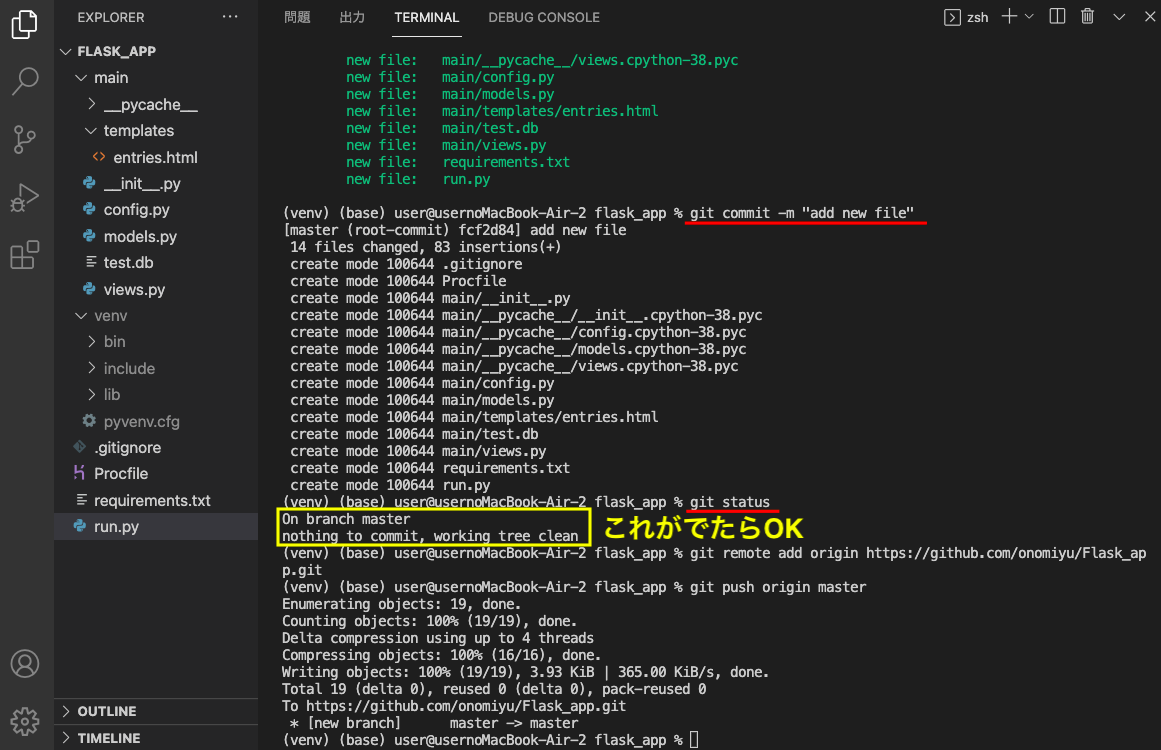 EXPLORER
問題 出力 TERMINAL DEBUG CONSOLE
zsh
FLASK_APP
main
__pycache__
templates
entries.html
__init__.py
config.py
models.py
test.db
views.py
venv
bin
include
lib
pyvenv.cfg
.gitignore
Procfile
requirements.txt
run.py
OUTLINE
TIMELINE
new file: main/__pycache__/views.cpython-38.pyc
new file: main/config.py
new file: main/models.py
new file: main/templates/entries.html
new file: main/test.db
new file: main/views.py
new file: requirements.txt
new file: run.py
(venv) (base) user@usernoMacBook-Air-2 flask_app % git commit -m "add new file"
[master (root-commit) fcf2d84] add new file
14 files changed, 83 insertions(+)
create mode 100644 .gitignore
create mode 100644 Procfile
create mode 100644 main/__init__.py
create mode 100644 main/__pycache__/__init__.cpython-38.pyc
create mode 100644 main/__pycache__/config.cpython-38.pyc
create mode 100644 main/__pycache__/models.cpython-38.pyc
create mode 100644 main/__pycache__/views.cpython-38.pyc
create mode 100644 main/config.py
create mode 100644 main/models.py
create mode 100644 main/templates/entries.html
create mode 100644 main/test.db
create mode 100644 main/views.py
create mode 100644 requirements.txt
create mode 100644 run.py
(venv) (base) user@usernoMacBook-Air-2 flask_app % git status
On branch master
nothing to commit, working tree clean
これがでたらOK
(venv) (base) user@usernoMacBook-Air-2 flask_app % git remote add origin https://github.com/onomiyu/Flask_ap
p.git
(venv) (base) user@usernoMacBook-Air-2 flask_app % git push origin master
Enumerating objects: 19, done.
Counting objects: 100% (19/19), done.
Delta compression using up to 4 threads
Compressing objects: 100% (16/16), done.
Writing objects: 100% (19/19), 3.93 KiB | 365.00 KiB/s, done.
Total 19 (delta 0), reused 0 (delta 0), pack-reused 0
To https://github.com/onomiyu/Flask_app.git
* [new branch] master -> master
(venv) (base) user@usernoMacBook-Air-2 flask_app %